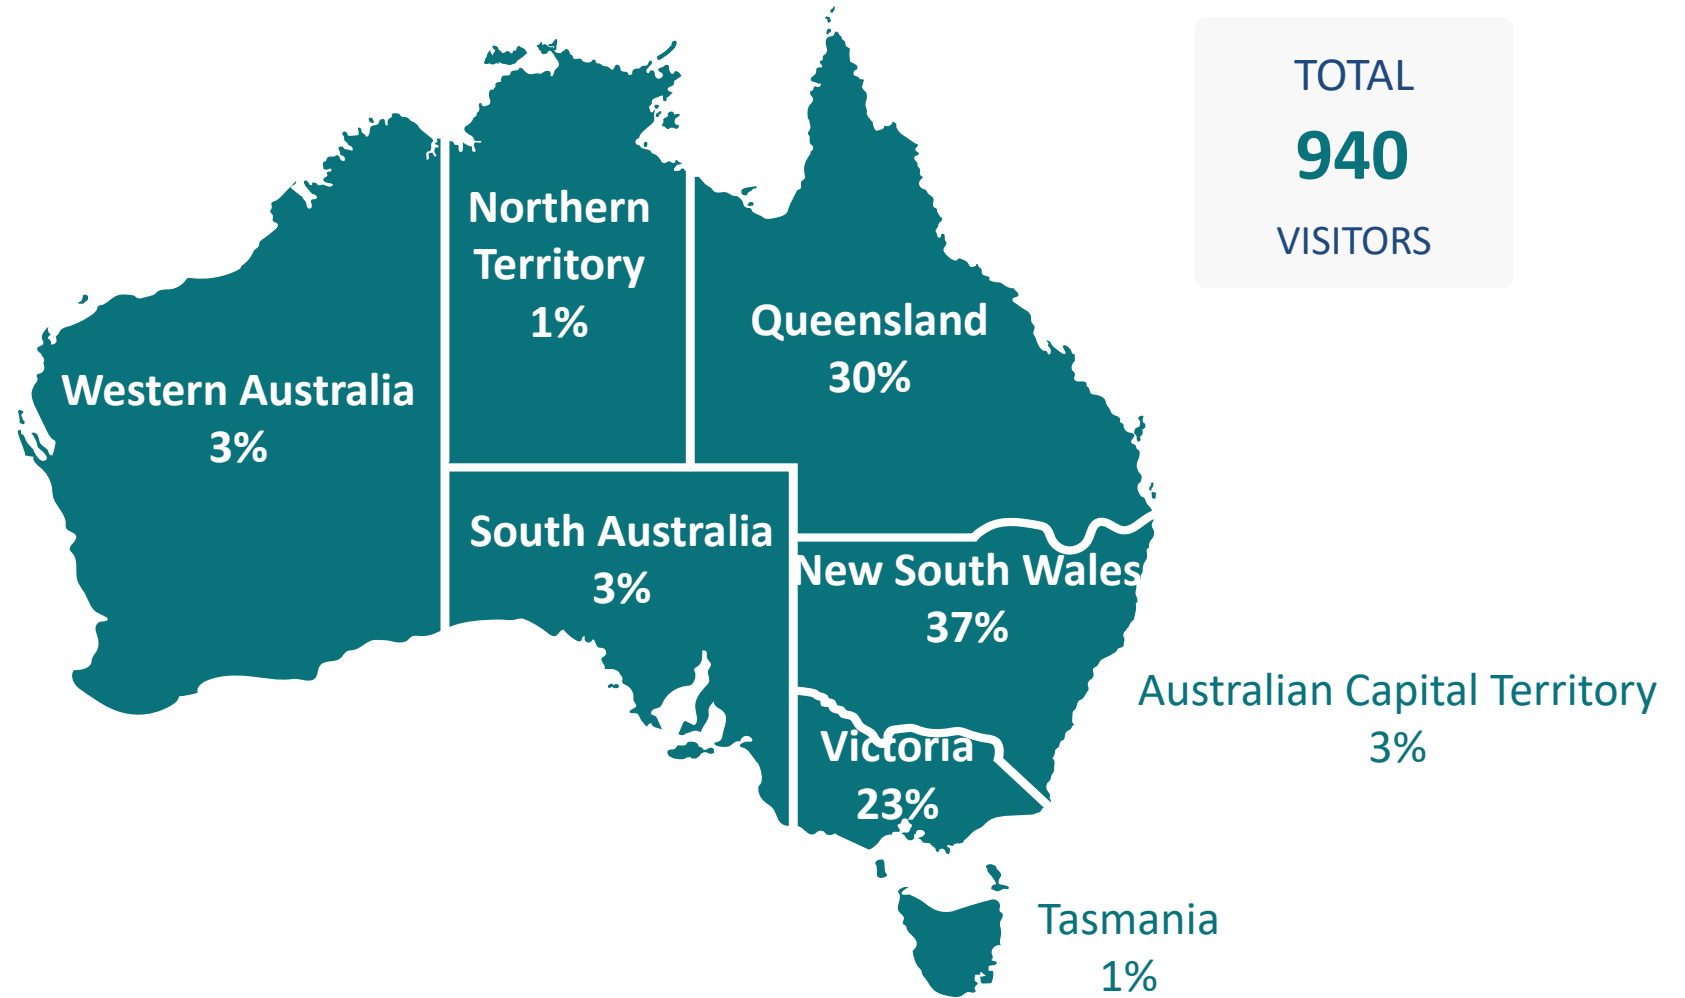 TOTAL
940
VISITORS
Northern
Territory
1%
Queensland
30%
Western Australia
3%
South Australia
3%
New South Wales
37%
Australian Capital Territory
3%
Victoria
23%
Tasmania
1%